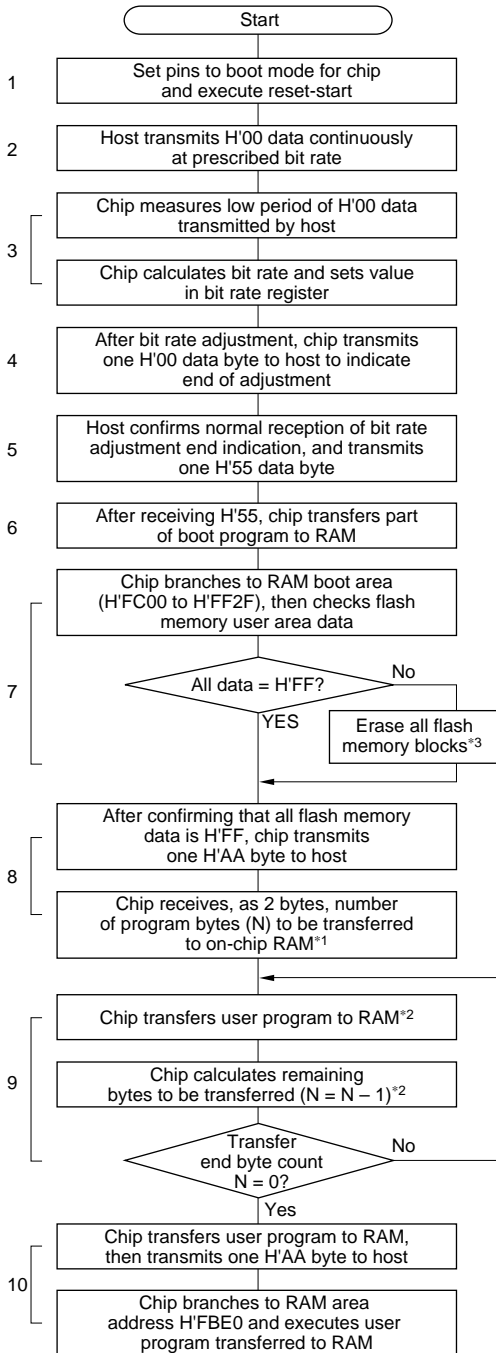 Start
1
Set pins to boot mode for chip
and execute reset-start
2
Host transmits H'00 data continuously
at prescribed bit rate
3
Chip measures low period of H'00 data
transmitted by host
Chip calculates bit rate and sets value
in bit rate register
4
After bit rate adjustment, chip transmits
one H'00 data byte to host to indicate
end of adjustment
5
Host confirms normal reception of bit rate
adjustment end indication, and transmits
one H'55 data byte
6
After receiving H'55, chip transfers part
of boot program to RAM
7
Chip branches to RAM boot area
(H'FC00 to H'FF2F), then checks flash
memory user area data
All data = H'FF?
No
YES
Erase all flash
memory blocks*3
8
After confirming that all flash memory
data is H'FF, chip transmits
one H'AA byte to host
Chip receives, as 2 bytes, number
of program bytes (N) to be transferred
to on-chip RAM*1
9
Chip transfers user program to RAM*2
Chip calculates remaining
bytes to be transferred (N = N – 1)*2
Transfer
end byte count
N = 0?
No
Yes
10
Chip transfers user program to RAM,
then transmits one H'AA byte to host
Chip branches to RAM area
address H'FBE0 and executes user
program transferred to RAM